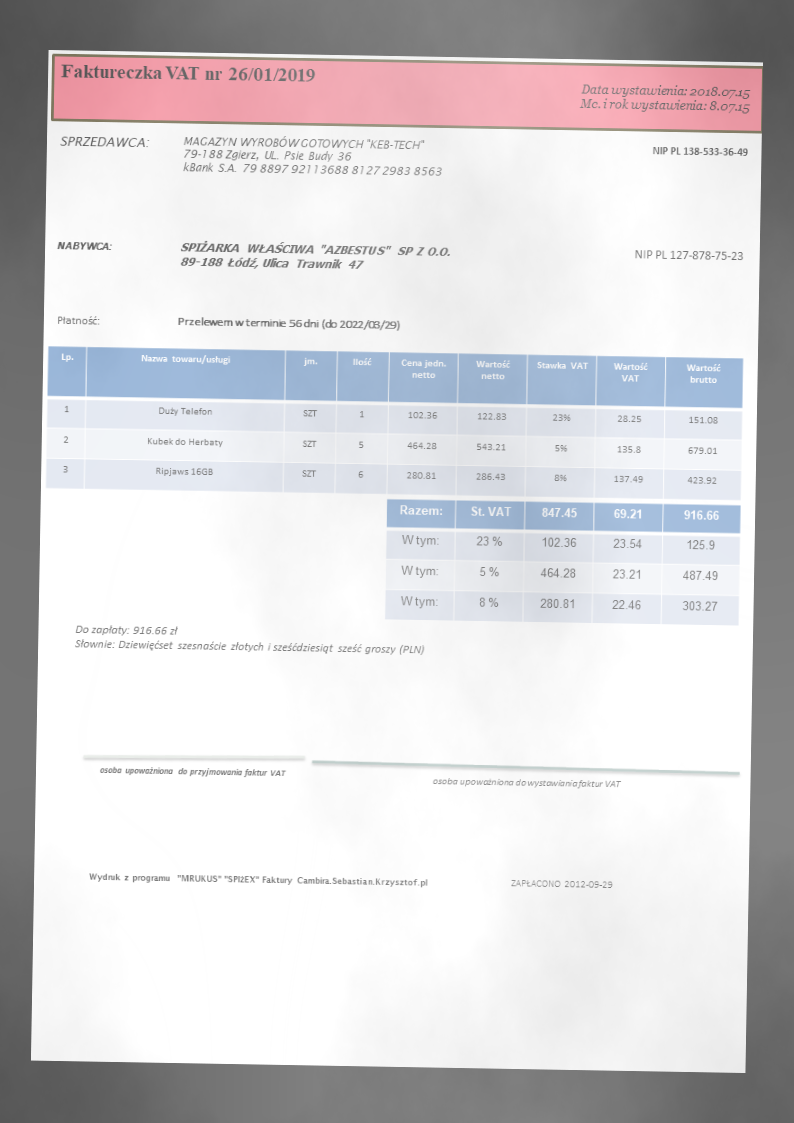 Faktureczka VAT nr 26/01/2019
Data wystawienia: 2018.07.15
Mc. i rok wystawienia: 8.07.15
SPRZEDAWCA: MAGAZYN WYROBÓW GOTOWYCH "KEB-TECH" NIP PL 138-533-36-49
79-188 Zgierz, UL. Psie Budy 36
kBank S.A. 79 8897 92113688 8127 2983 8563
NABYWCA: SPIŻARKA WŁAŚCIWA "AZBESTUS" SP Z O.O. NIP PL 127-878-75-23
89-188 Łódź, Ulica Trawnik 47
Płatność: Przelewem w terminie 56 dni (do 2022/03/29)
Lp. Nazwa towaru/usługi jm. Ilość Cena jedn. netto Wartość netto Stawka VAT Wartość VAT Wartość brutto
1 Duży Telefon SZT 1 102.36 122.83 23% 28.25 151.08
2 Kubek do Herbaty SZT 5 464.28 543.21 5% 135.8 679.01
3 Ripjaws 16GB SZT 6 280.81 286.43 8% 137.49 423.92
Razem: St. VAT 847.45 69.21 916.66
W tym: 23 % 102.36 23.54 125.9
W tym: 5 % 464.28 23.21 487.49
W tym: 8 % 280.81 22.46 303.27
Do zapłaty: 916.66 zł
Słownie: Dziewięćset szesnaście złotych i sześćdziesiąt sześć groszy (PLN)
osoba upoważniona do przyjmowania faktur VAT
osoba upoważniona do wystawiania faktur VAT
Wydruk z programu "MRUKUS" "SPIżEX" Faktury Cambira.Sebastian.Krzysztof.pl ZAPŁACONO 2012-09-29